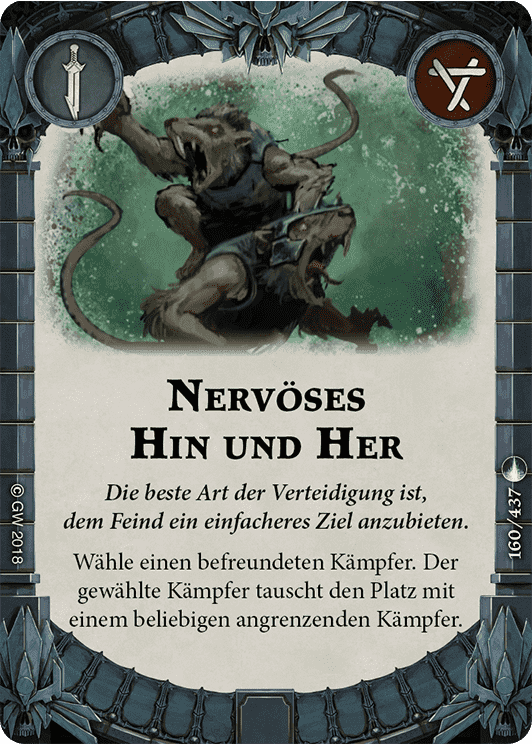 Nervöses
Hin und Her
Die beste Art der Verteidigung ist,
dem Feind ein einfacheres Ziel anzubieten.
Wähle einen befreundeten Kämpfer. Der
gewählte Kämpfer tauscht den Platz mit
einem beliebigen angrenzenden Kämpfer.
© GW 2018
160/437